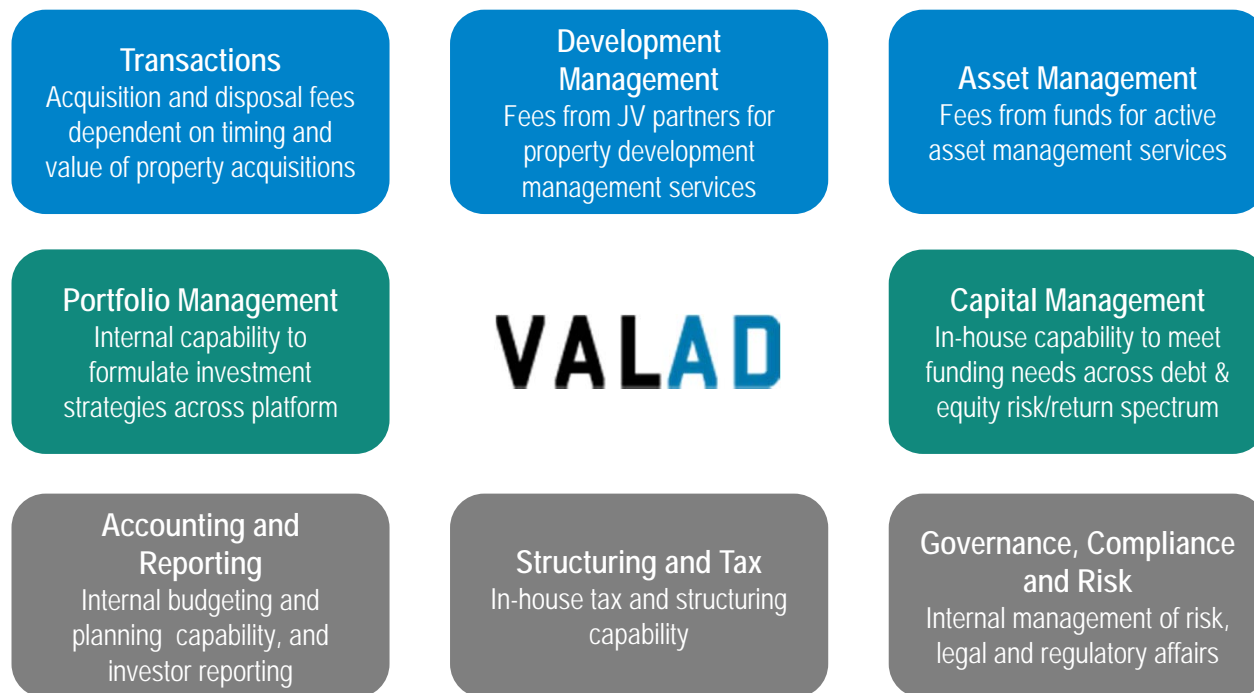 Transactions
Acquisition and disposal fees
dependent on timing and
value of property acquisitions
Development
Management
Fees from JV partners for
property development
management services
Asset Management
Fees from funds for active
asset management services
Portfolio Management
Internal capability to
formulate investment
strategies across platform
VALAD
Capital Management
In-house capability to meet
funding needs across debt &
equity risk/return spectrum
Accounting and
Reporting
Internal budgeting and
planning capability, and
investor reporting
Structuring and Tax
In-house tax and structuring
capability
Governance, Compliance
and Risk
Internal management of risk,
legal and regulatory affairs